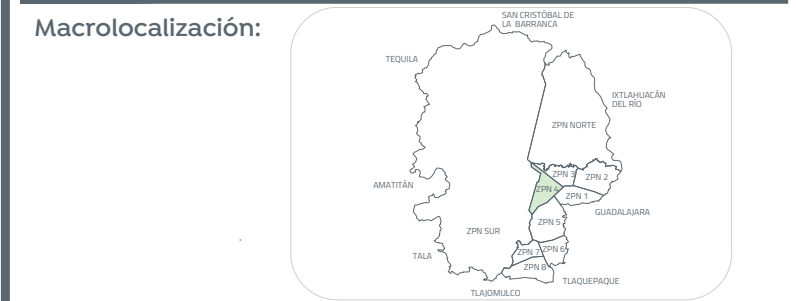 Macrolocalización:
SAN CRISTÓBAL DE
LA BARRANCA
TEQUILA
IXTLAHUACÁN
DEL RÍO
ZPN NORTE
ZPN 3
ZPN 2
AMATITÁN
ZPN 4
ZPN 1
GUADALAJARA
ZPN 5
ZPN SUR
ZPN 7
ZPN 6
TALA
ZPN 8
TLAQUEPAQUE
TLAJOMULCO